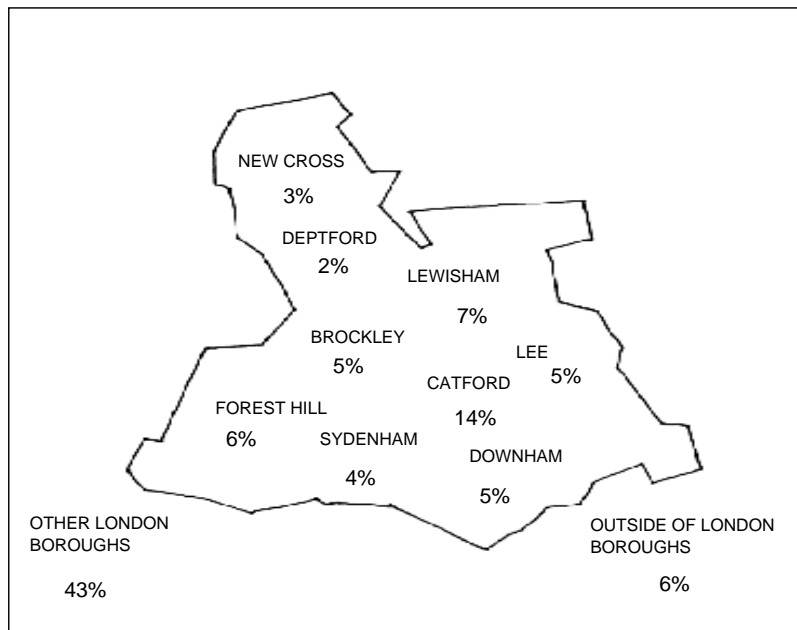 NEW CROSS
3%
DEPTFORD
2%
LEWISHAM
7%
BROCKLEY
5%
LEE
5%
CATFORD
14%
FOREST HILL
6%
SYDENHAM
4%
DOWNHAM
5%
OTHER LONDON
BOROUGHS
43%
OUTSIDE OF LONDON
BOROUGHS
6%